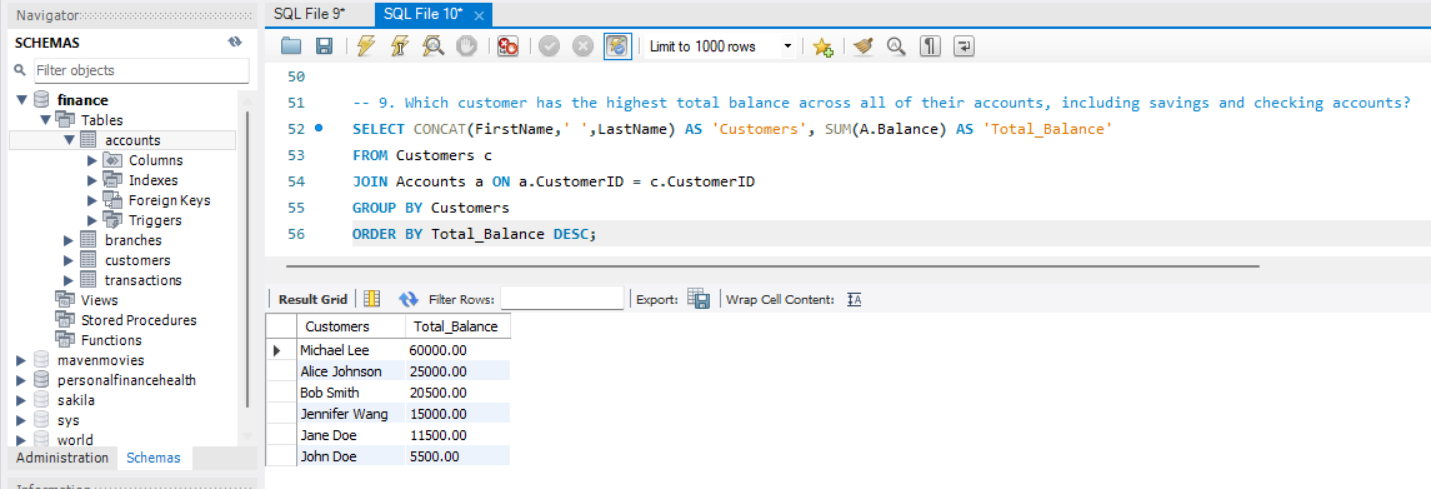 Navigator
SCHEMAS
Filter objects
finance
Tables
accounts
Columns
Indexes
Foreign Keys
Triggers
branches
customers
transactions
Views
Stored Procedures
Functions
mavenmovies
personalfinancehealth
sakila
sys
world
Administration Schemas
Information
SQL File 9* SQL File 10*
Limit to 1000 rows
50
51 -- 9. Which customer has the highest total balance across all of their accounts, including savings and checking accounts?
52 SELECT CONCAT(FirstName,' ',LastName) AS 'Customers', SUM(A.Balance) AS 'Total_Balance'
53 FROM Customers c
54 JOIN Accounts a ON a.CustomerID = c.CustomerID
55 GROUP BY Customers
56 ORDER BY Total_Balance DESC;
Result Grid Filter Rows: Export: Wrap Cell Content:
Customers Total_Balance
Michael Lee 60000.00
Alice Johnson 25000.00
Bob Smith 20500.00
Jennifer Wang 15000.00
Jane Doe 11500.00
John Doe 5500.00